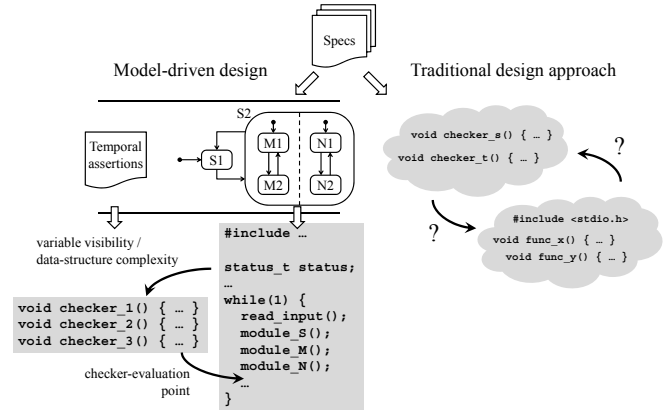 Specs
Model-driven design
Traditional design approach
S2
Temporal
assertions
S1
M1
N1
M2
N2
void checker_s() { … }
void checker_t() { … }
?
?
#include <stdio.h>
void func_x() { … }
void func_y() { … }
variable visibility /
data-structure complexity
#include …
status_t status;
…
while(1) {
read_input();
module_S();
module_M();
module_N();
…
}
void checker_1() { … }
void checker_2() { … }
void checker_3() { … }
checker-evaluation
point